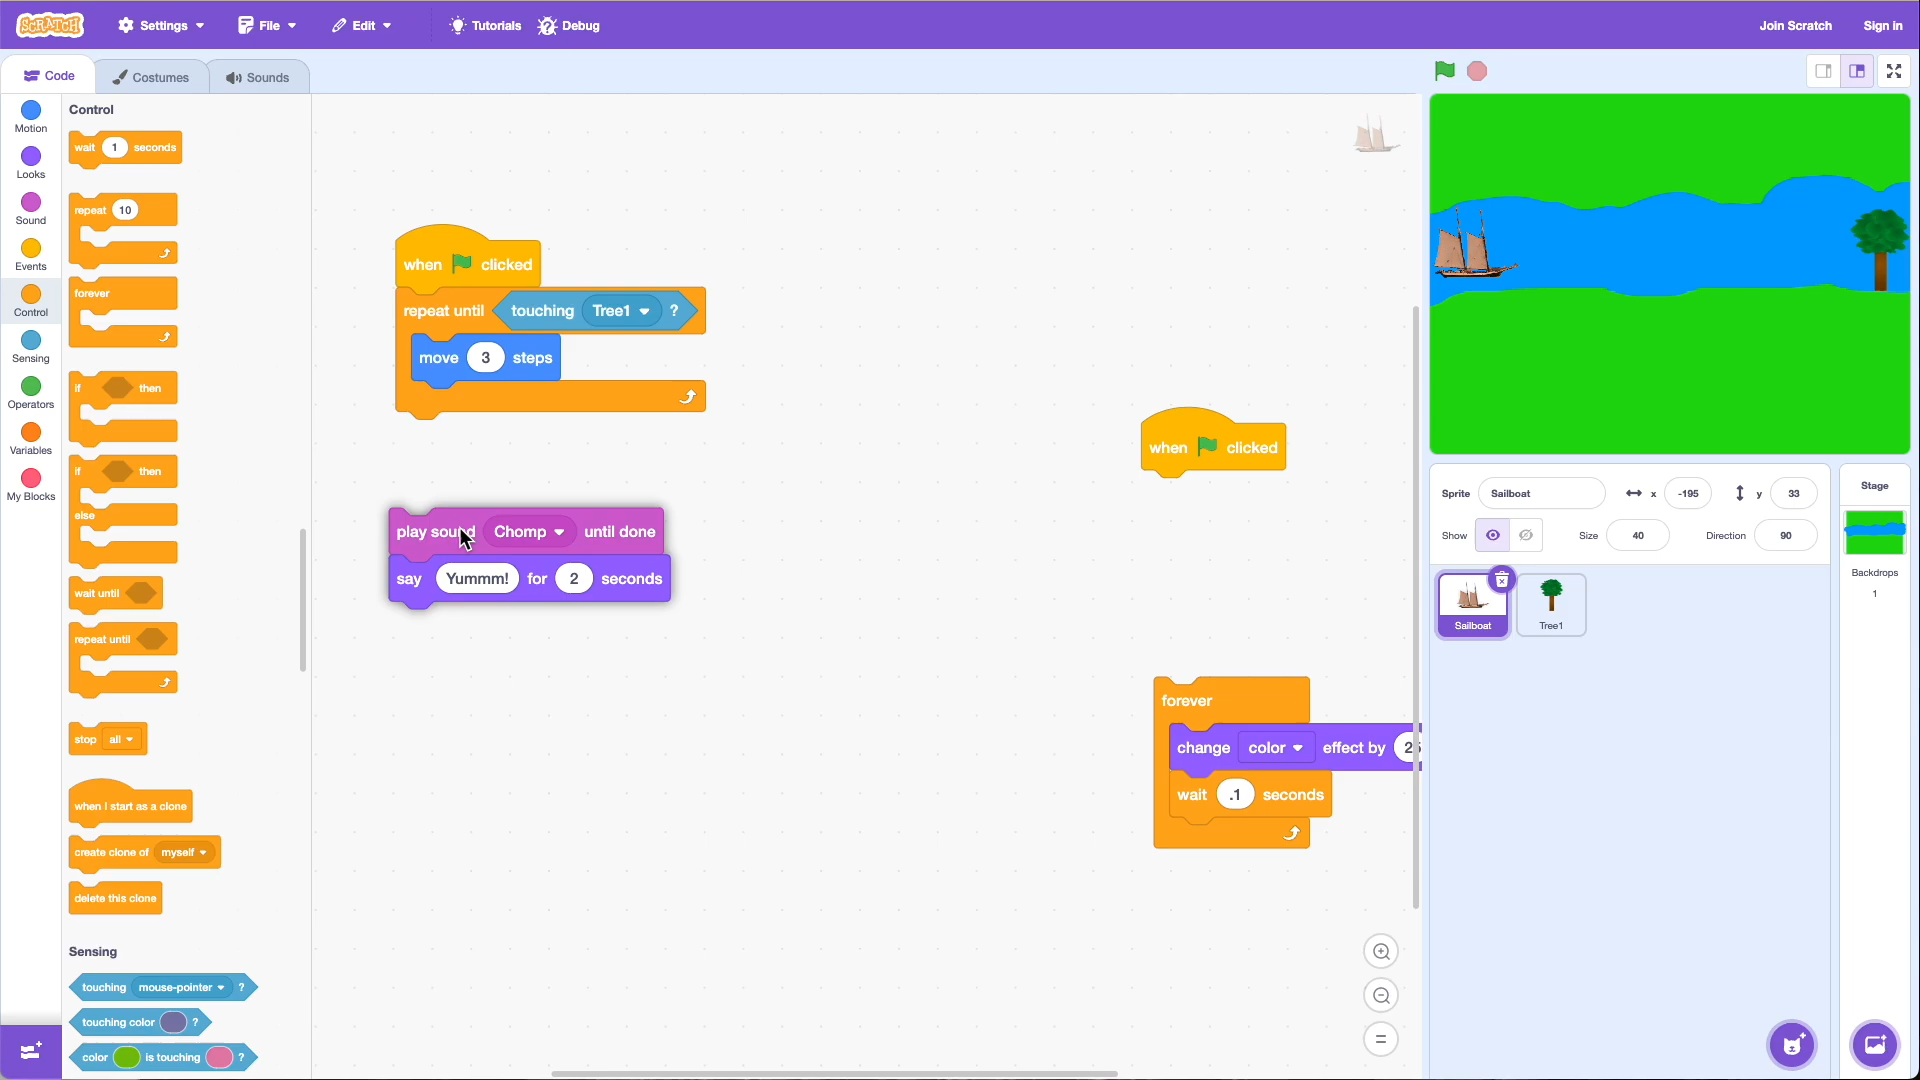 SCRATCH
Settings
File
Edit
Tutorials
Debug
Join Scratch
Sign in
Code
Costumes
Sounds
Motion
Looks
Sound
Events
Control
Sensing
Operators
Variables
My Blocks
Control
wait 1 seconds
repeat 10
forever
if then
if then
else
wait until
repeat until
stop all
when I start as a clone
create clone of myself
delete this clone
Sensing
touching mouse-pointer ?
touching color ?
color is touching ?
when clicked
repeat until touching Tree1 ?
move 3 steps
play sound Chomp until done
say Yummm! for 2 seconds
when clicked
forever
change color effect by 25
wait .1 seconds
Sprite Sailboat x -195 y 33
Show Size 40 Direction 90
Sailboat
Tree1
Stage
Backdrops
1